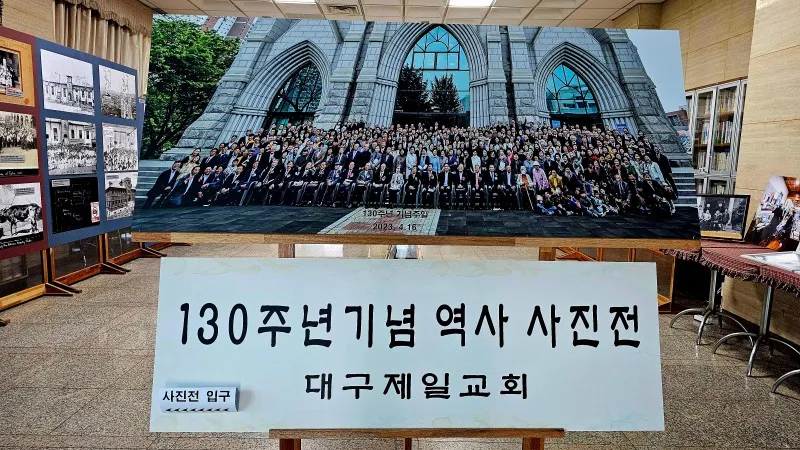 130주년 기념주일
2023. 4.16
130주년기념 역사 사진전
대구제일교회
사진전 입구